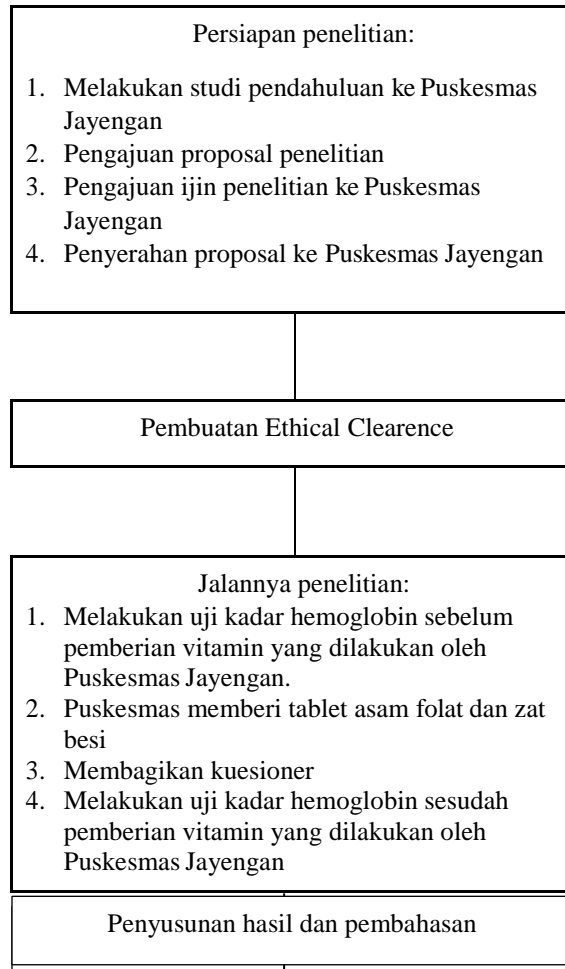 Persiapan penelitian:
1. Melakukan studi pendahuluan ke Puskesmas
Jayengan
2. Pengajuan proposal penelitian
3. Pengajuan ijin penelitian ke Puskesmas
Jayengan
4. Penyerahan proposal ke Puskesmas Jayengan
Pembuatan Ethical Clearence
Jalannya penelitian:
1. Melakukan uji kadar hemoglobin sebelum
pemberian vitamin yang dilakukan oleh
Puskesmas Jayengan.
2. Puskesmas memberi tablet asam folat dan zat
besi
3. Membagikan kuesioner
4. Melakukan uji kadar hemoglobin sesudah
pemberian vitamin yang dilakukan oleh
Puskesmas Jayengan
Penyusunan hasil dan pembahasan